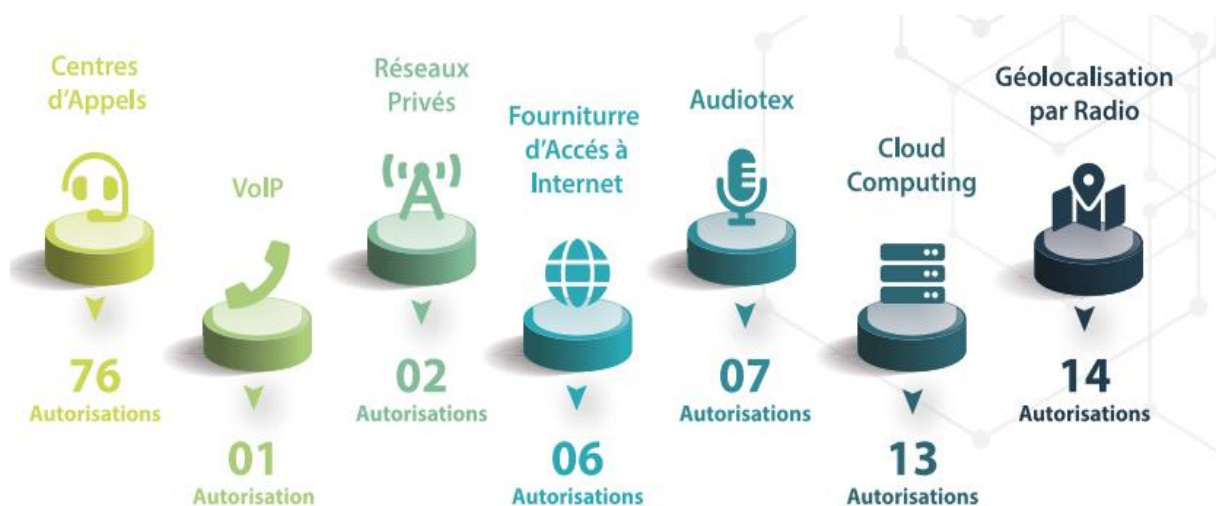 Centres
d'Appels
76
Autorisations
VoIP
01
Autorisation
Réseaux
Privés
02
Autorisations
Fourniturre
d'Accés à
Internet
06
Autorisations
Audiotex
07
Autorisations
Cloud
Computing
13
Autorisations
Géolocalisation
par Radio
14
Autorisations